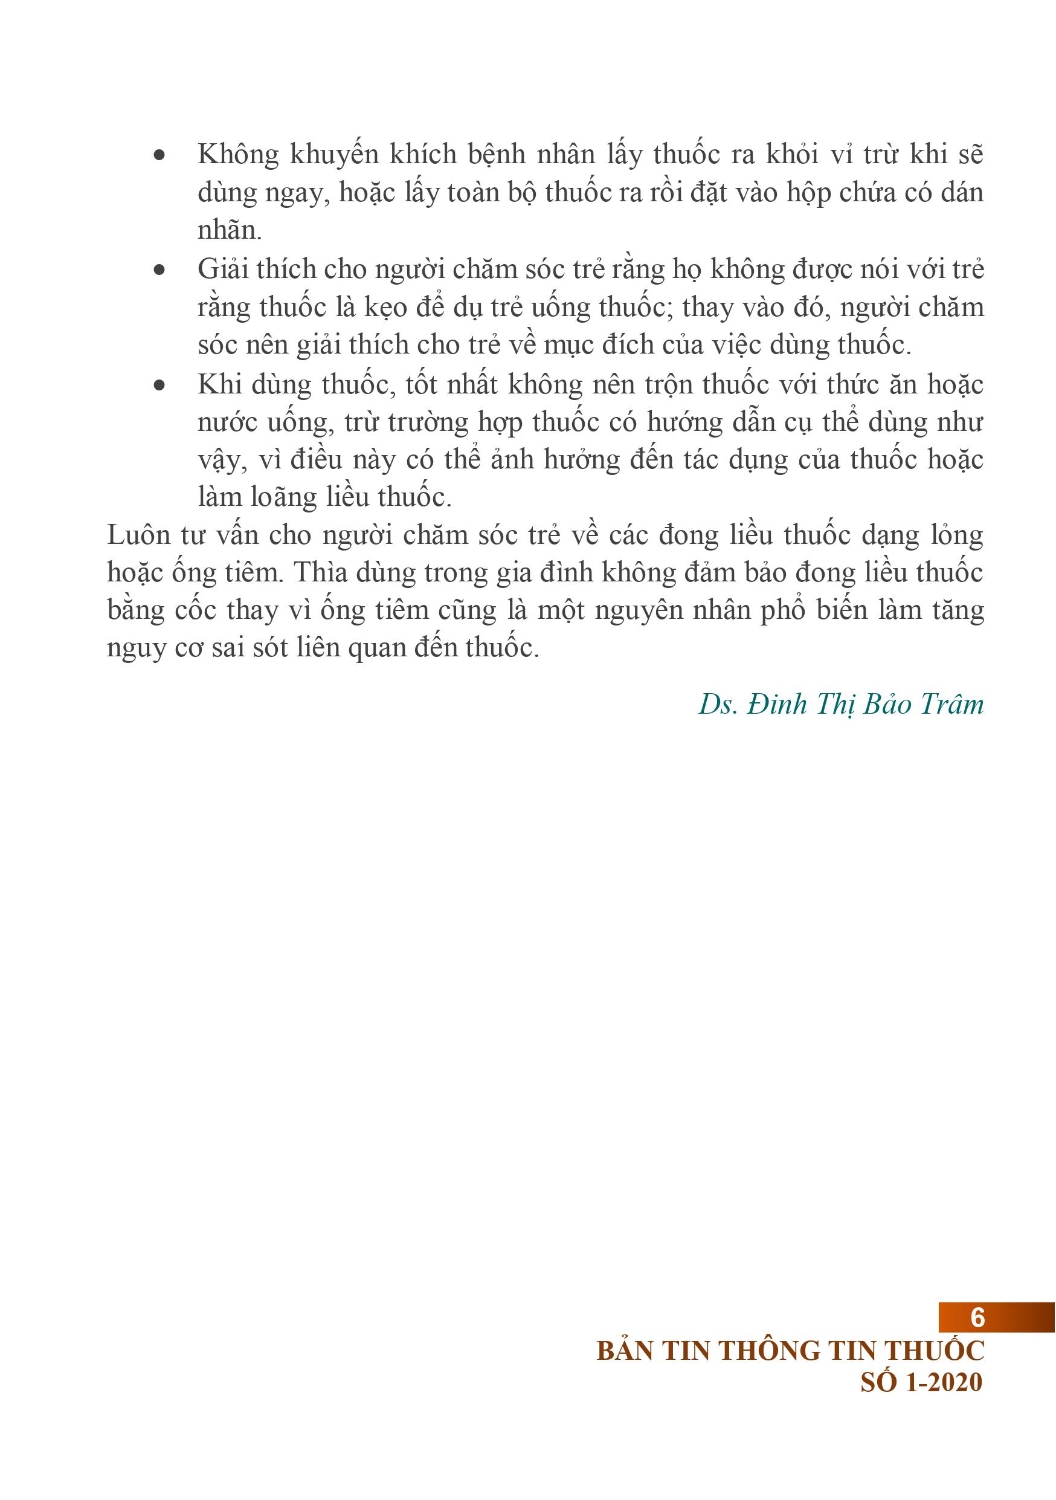 • Không khuyến khích bệnh nhân lấy thuốc ra khỏi vỉ trừ khi sẽ
dùng ngay, hoặc lấy toàn bộ thuốc ra rồi đặt vào hộp chứa có dán
nhãn.
• Giải thích cho người chăm sóc trẻ rằng họ không được nói với trẻ
rằng thuốc là kẹo để dụ trẻ uống thuốc; thay vào đó, người chăm
sóc nên giải thích cho trẻ về mục đích của việc dùng thuốc.
• Khi dùng thuốc, tốt nhất không nên trộn thuốc với thức ăn hoặc
nước uống, trừ trường hợp thuốc có hướng dẫn cụ thể dùng như
vậy, vì điều này có thể ảnh hưởng đến tác dụng của thuốc hoặc
làm loãng liều thuốc.
Luôn tư vấn cho người chăm sóc trẻ về các đong liều thuốc dạng lỏng
hoặc ống tiêm. Thìa dùng trong gia đình không đảm bảo đong liều thuốc
bằng cốc thay vì ống tiêm cũng là một nguyên nhân phổ biến làm tăng
nguy cơ sai sót liên quan đến thuốc.
Ds. Đinh Thị Bảo Trâm
6
BẢN TIN THÔNG TIN THUỐC
SỐ 1-2020